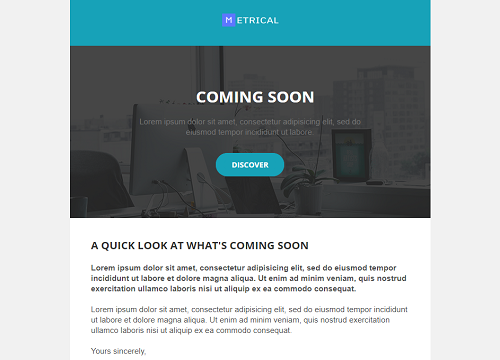 METRICAL
COMING SOON
Lorem ipsum dolor sit amet, consectetur adipisicing elit, sed do
eiusmod tempor incididunt ut labore.
DISCOVER
A QUICK LOOK AT WHAT'S COMING SOON
Lorem ipsum dolor sit amet, consectetur adipisicing elit, sed do eiusmod tempor
incididunt ut labore et dolore magna aliqua. Ut enim ad minim veniam, quis nostrud
exercitation ullamco laboris nisi ut aliquip ex ea commodo consequat.
Lorem ipsum dolor sit amet, consectetur adipisicing elit, sed do eiusmod tempor incididunt
ut labore et dolore magna aliqua. Ut enim ad minim veniam, quis nostrud exercitation
ullamco laboris nisi ut aliquip ex ea commodo consequat.
Yours sincerely,